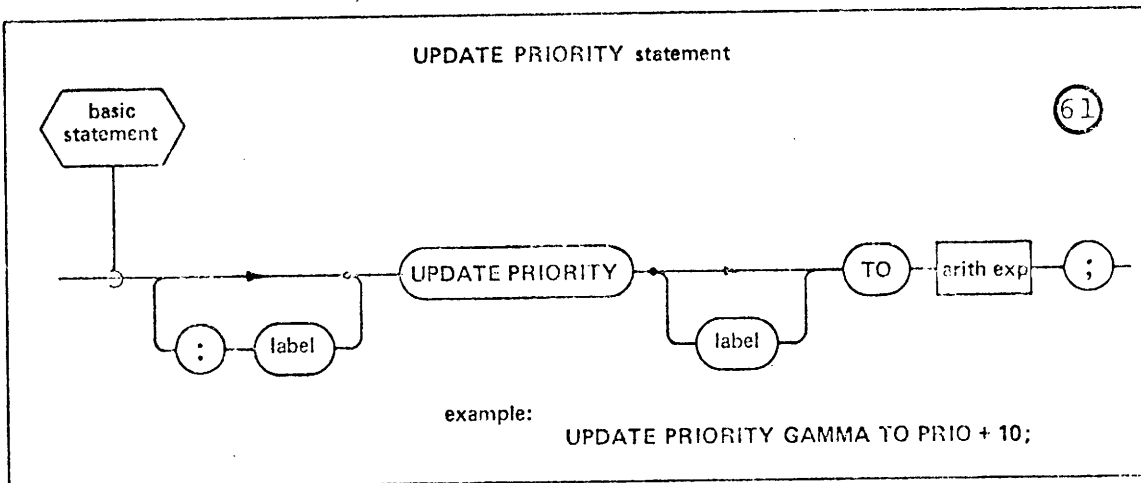 UPDATE PRIORITY statement
basic
statement
61
: label
UPDATE PRIORITY
label
TO
arith exp
;
example:
UPDATE PRIORITY GAMMA TO PRIO + 10;